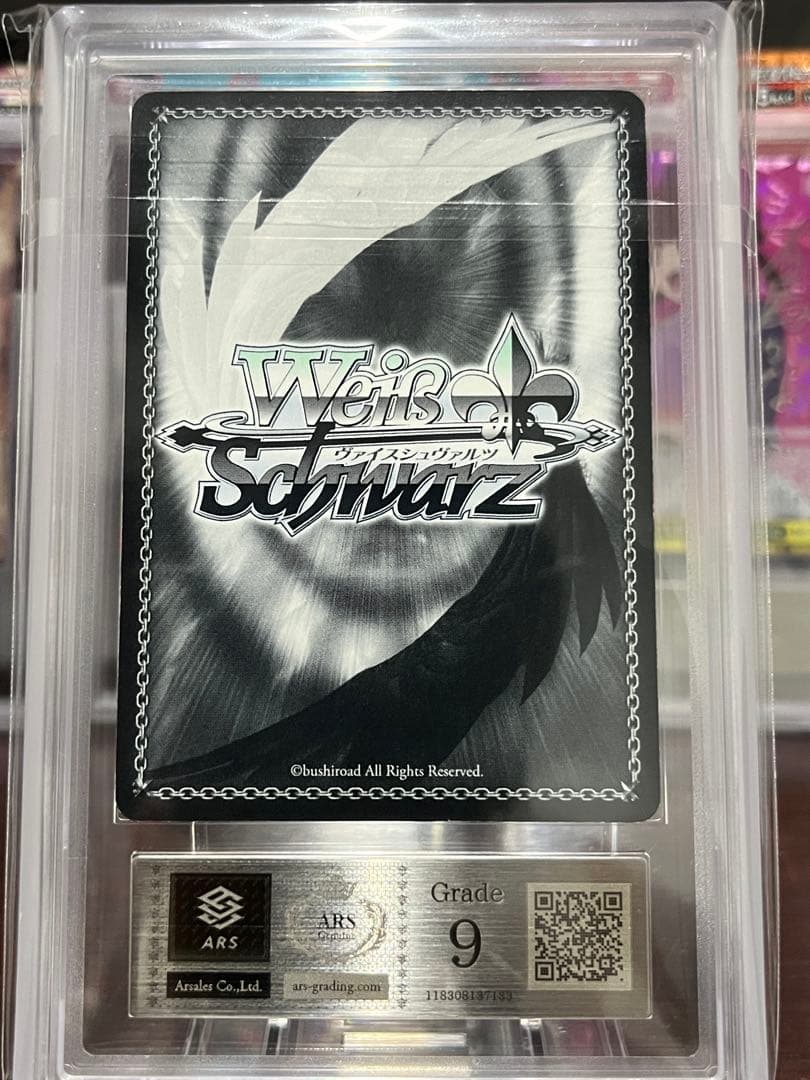 Weiß
ヴァイスシュヴァルツ
Schwarz
©bushiroad All Rights Reserved.
ARS
Arsales Co.,Ltd.
ARS
Genuine
ars-grading.com
Grade
9
118308137133